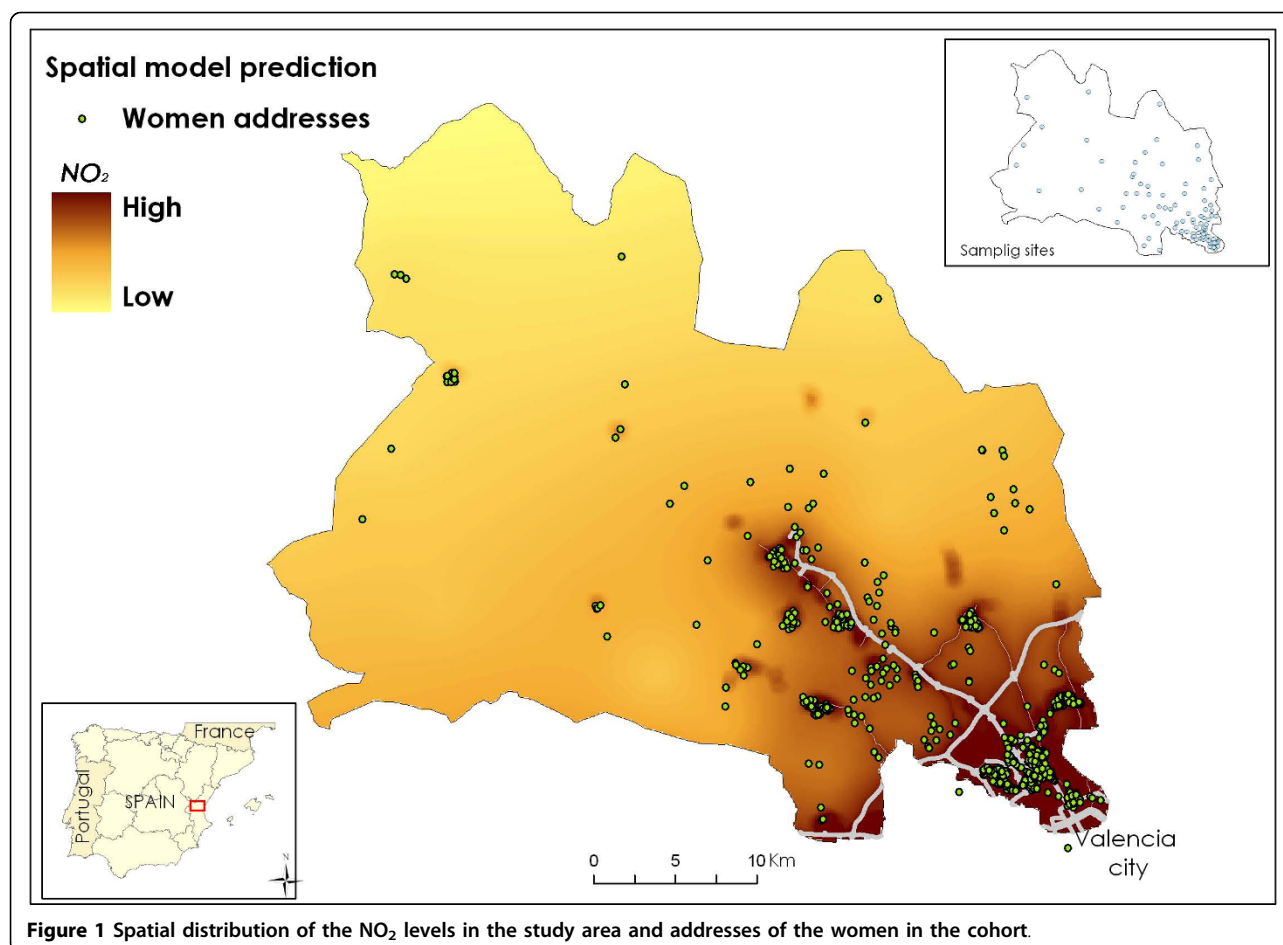 Spatial model prediction
Women addresses
NO₂
High
Low
Samplig sites
France
Portugal
SPAIN
N
0 5 10 Km
Valencia
city
Figure 1 Spatial distribution of the NO₂ levels in the study area and addresses of the women in the cohort.